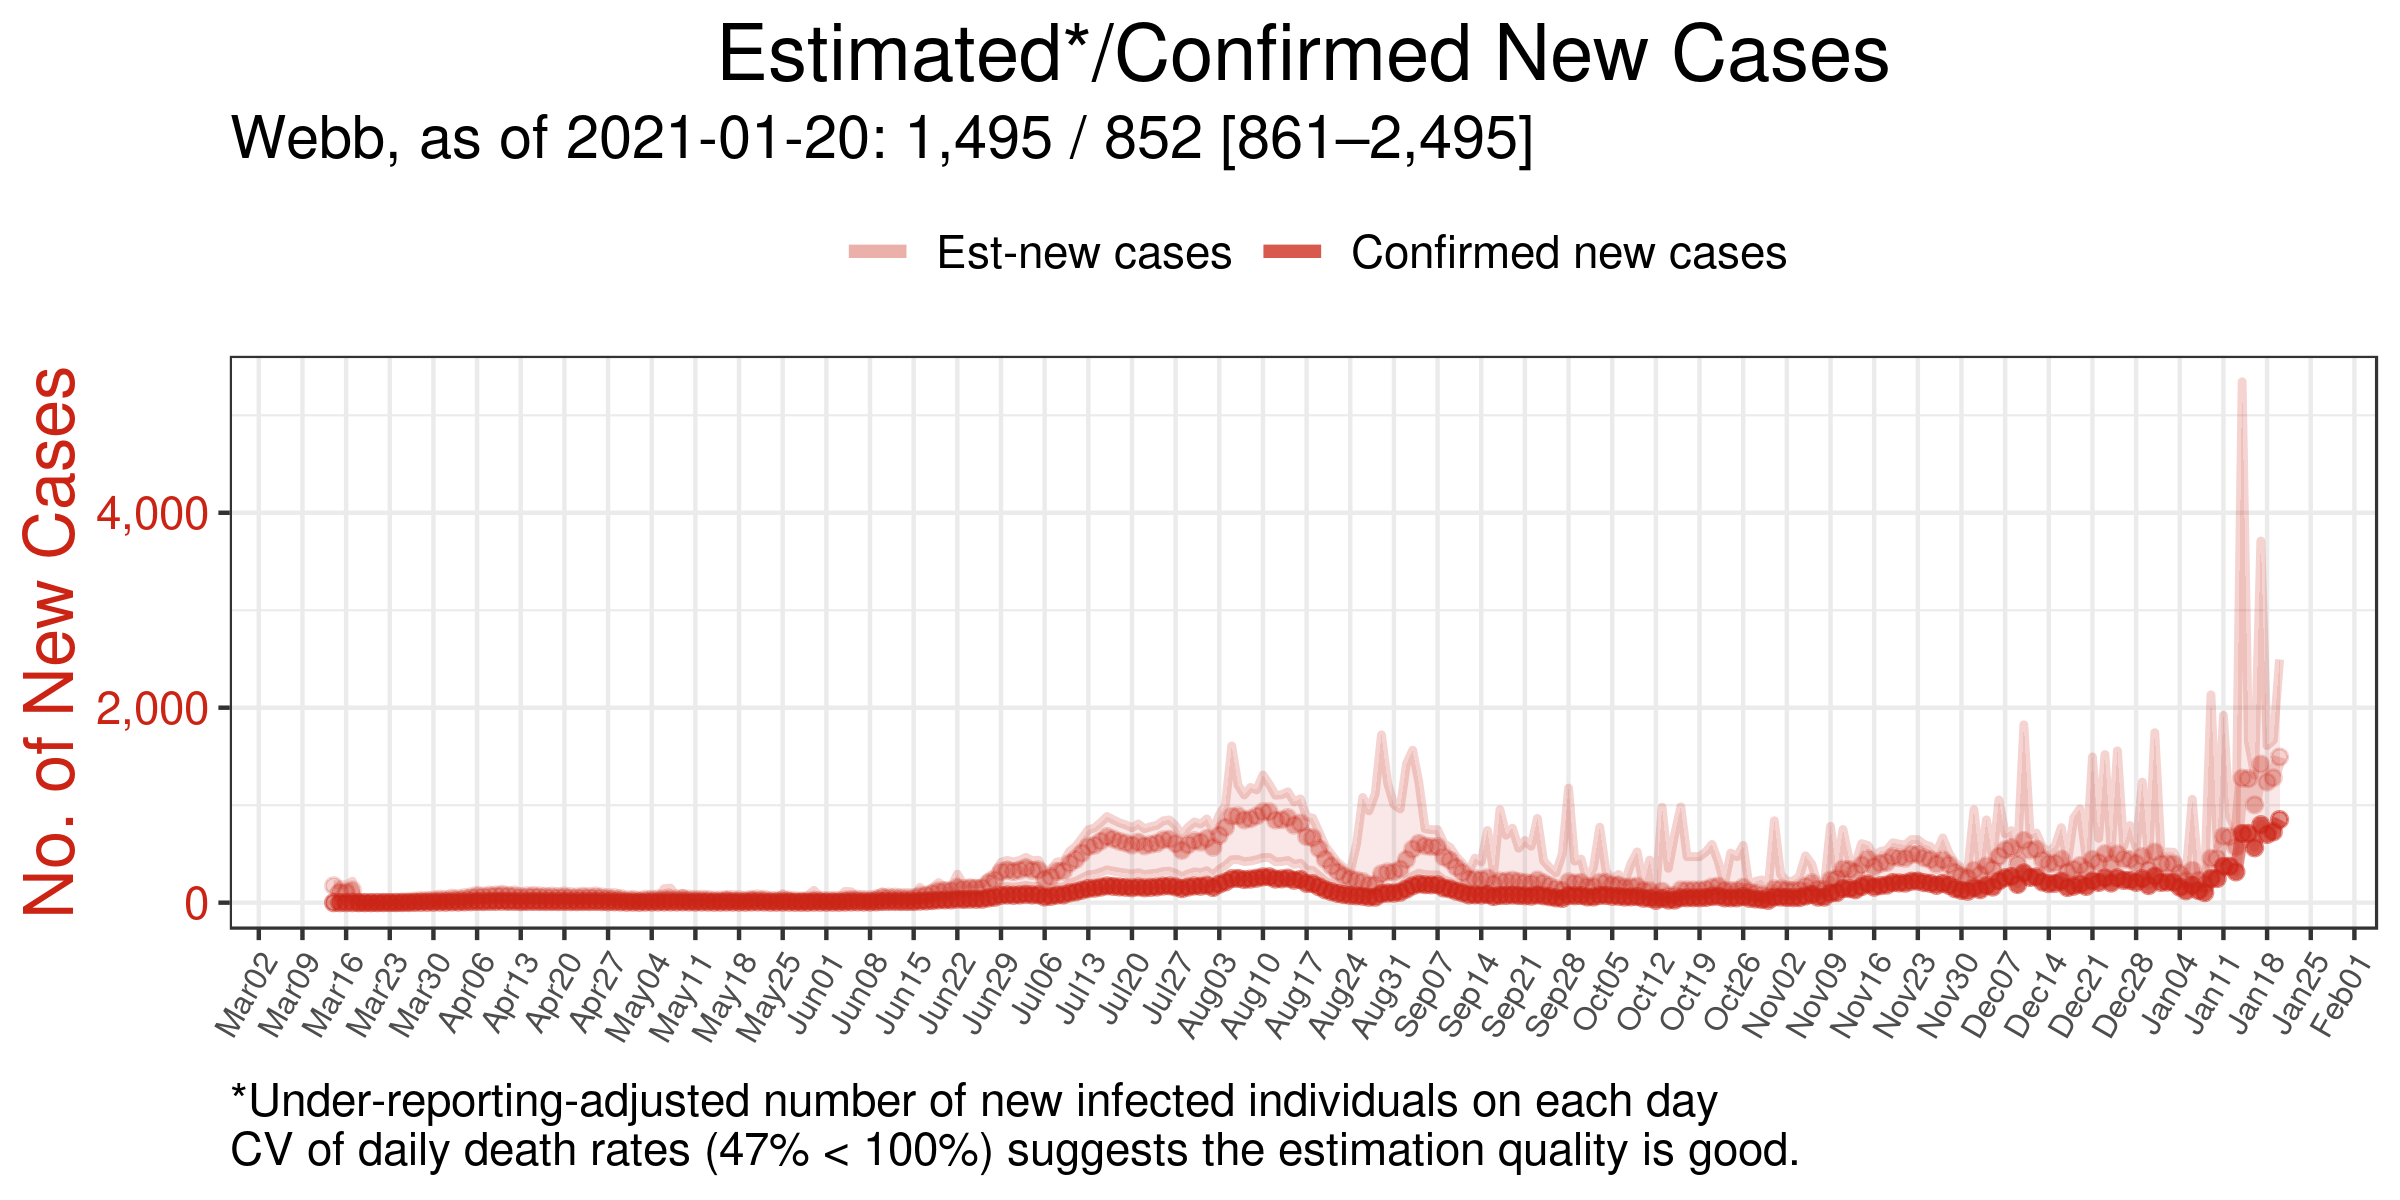 Estimated*/Confirmed New Cases
Webb, as of 2021-01-20: 1,495 / 852 [861–2,495]
Est-new cases
Confirmed new cases
No. of New Cases
4,000
2,000
0
Mar02
Mar09
Mar16
Mar23
Mar30
Apr06
Apr13
Apr20
Apr27
May04
May11
May18
May25
Jun01
Jun08
Jun15
Jun22
Jun29
Jul06
Jul13
Jul20
Jul27
Aug03
Aug10
Aug17
Aug24
Aug31
Sep07
Sep14
Sep21
Sep28
Oct05
Oct12
Oct19
Oct26
Nov02
Nov09
Nov16
Nov23
Nov30
Dec07
Dec14
Dec21
Dec28
Jan04
Jan11
Jan18
Jan25
Feb01
*Under-reporting-adjusted number of new infected individuals on each day
CV of daily death rates (47% < 100%) suggests the estimation quality is good.